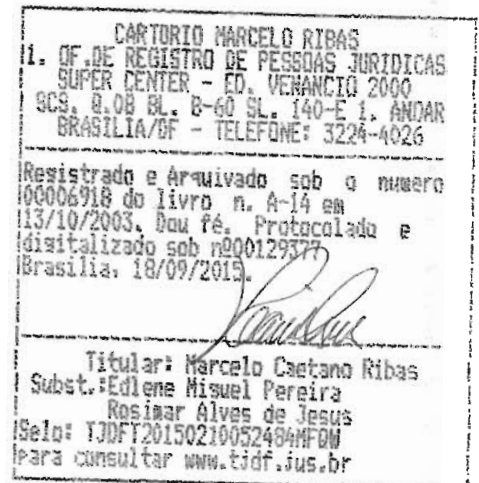 CARTORIO MARCELO RIBAS
1. OF.DE REGISTRO DE PESSOAS JURIDICAS
SUPER CENTER - ED. VENANCIO 2000
SCS. Q.08 BL. B-60 SL. 140-E 1. ANDAR
BRASILIA/DF - TELEFONE: 3224-4026
Registrado e Arquivado sob o numero
00006918 do livro n. A-14 em
13/10/2003. Dou fé. Protocolado e
digitalizado sob nº00129377
Brasilia, 18/09/2015.
Titular: Marcelo Caetano Ribas
Subst.:Edlene Miguel Pereira
Rosimar Alves de Jesus
Selo: TJDFT20150210052484MFQW
para consultar www.tjdf.jus.br